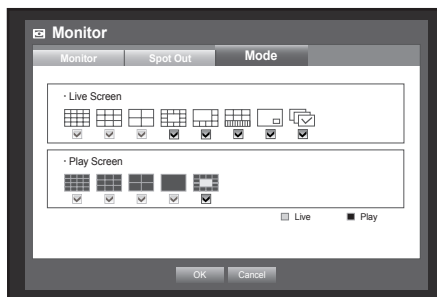 Monitor
Monitor Spot Out Mode
· Live Screen
· Play Screen
Live Play
OK Cancel